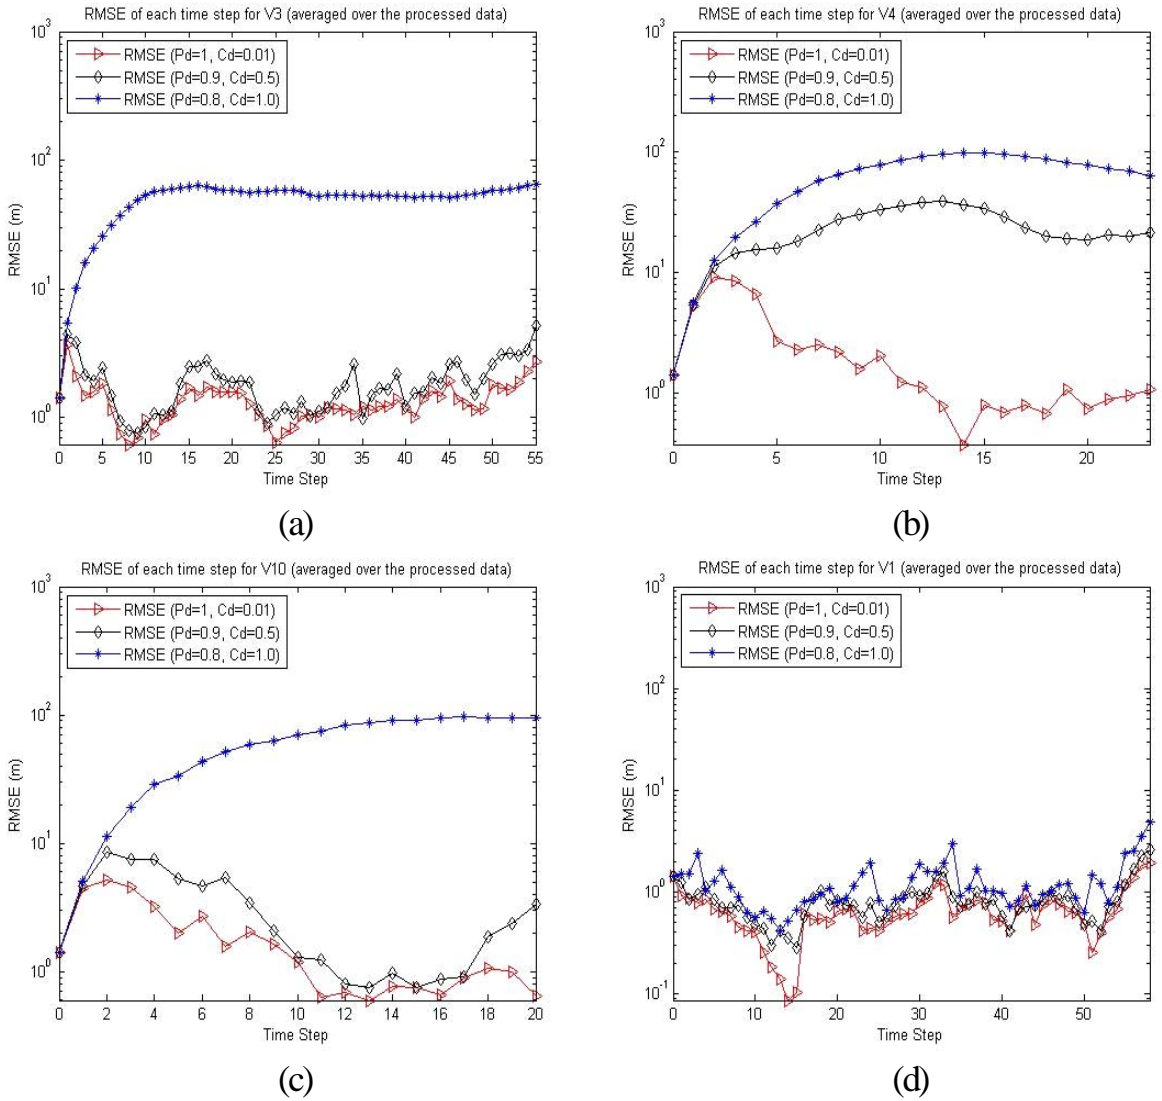 RMSE of each time step for V3 (averaged over the processed data)
10^3
10^2
10^1
10^0
RMSE (m)
RMSE (Pd=1, Cd=0.01)
RMSE (Pd=0.9, Cd=0.5)
RMSE (Pd=0.8, Cd=1.0)
0 5 10 15 20 25 30 35 40 45 50 55
Time Step
(a)
RMSE of each time step for V4 (averaged over the processed data)
10^3
10^2
10^1
10^0
RMSE (m)
RMSE (Pd=1, Cd=0.01)
RMSE (Pd=0.9, Cd=0.5)
RMSE (Pd=0.8, Cd=1.0)
0 5 10 15 20
Time Step
(b)
RMSE of each time step for V10 (averaged over the processed data)
10^3
10^2
10^1
10^0
RMSE (m)
RMSE (Pd=1, Cd=0.01)
RMSE (Pd=0.9, Cd=0.5)
RMSE (Pd=0.8, Cd=1.0)
0 2 4 6 8 10 12 14 16 18 20
Time Step
(c)
RMSE of each time step for V1 (averaged over the processed data)
10^3
10^2
10^1
10^0
10^-1
RMSE (m)
RMSE (Pd=1, Cd=0.01)
RMSE (Pd=0.9, Cd=0.5)
RMSE (Pd=0.8, Cd=1.0)
0 10 20 30 40 50
Time Step
(d)